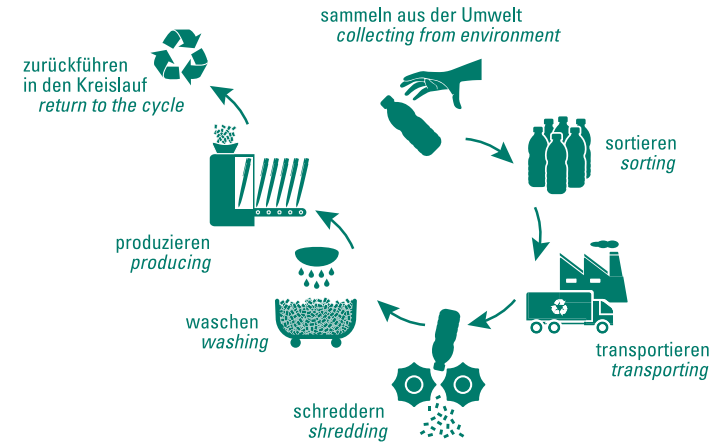 sammeln aus der Umwelt
collecting from environment
sortieren
sorting
transportieren
transporting
schreddern
shredding
waschen
washing
produzieren
producing
zurückführen
in den Kreislauf
return to the cycle